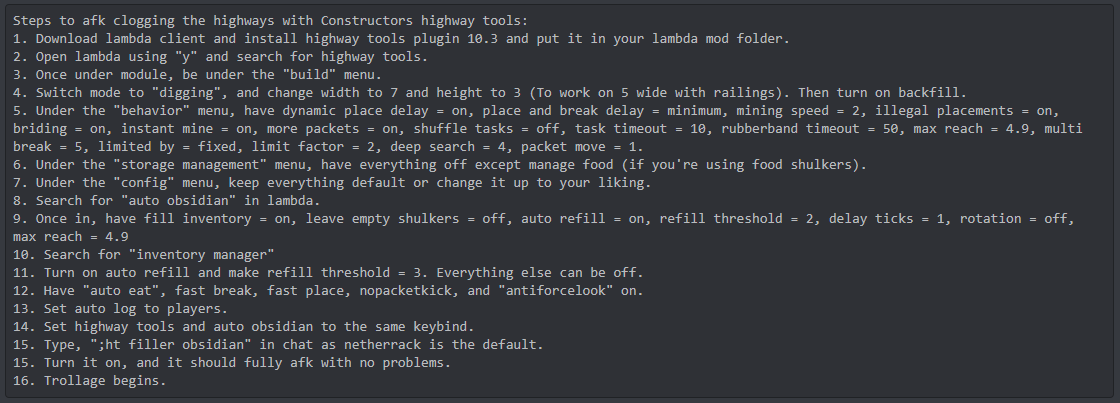 Steps to afk clogging the highways with Constructors highway tools:
1. Download lambda client and install highway tools plugin 10.3 and put it in your lambda mod folder.
2. Open lambda using "y" and search for highway tools.
3. Once under module, be under the "build" menu.
4. Switch mode to "digging", and change width to 7 and height to 3 (To work on 5 wide with railings). Then turn on backfill.
5. Under the "behavior" menu, have dynamic place delay = on, place and break delay = minimum, mining speed = 2, illegal placements = on,
briding = on, instant mine = on, more packets = on, shuffle tasks = off, task timeout = 10, rubberband timeout = 50, max reach = 4.9, multi
break = 5, limited by = fixed, limit factor = 2, deep search = 4, packet move = 1.
6. Under the "storage management" menu, have everything off except manage food (if you're using food shulkers).
7. Under the "config" menu, keep everything default or change it up to your liking.
8. Search for "auto obsidian" in lambda.
9. Once in, have fill inventory = on, leave empty shulkers = off, auto refill = on, refill threshold = 2, delay ticks = 1, rotation = off,
max reach = 4.9
10. Search for "inventory manager"
11. Turn on auto refill and make refill threshold = 3. Everything else can be off.
12. Have "auto eat", fast break, fast place, nopacketkick, and "antiforcelook" on.
13. Set auto log to players.
14. Set highway tools and auto obsidian to the same keybind.
15. Type, ";ht filler obsidian" in chat as netherrack is the default.
15. Turn it on, and it should fully afk with no problems.
16. Trollage begins.